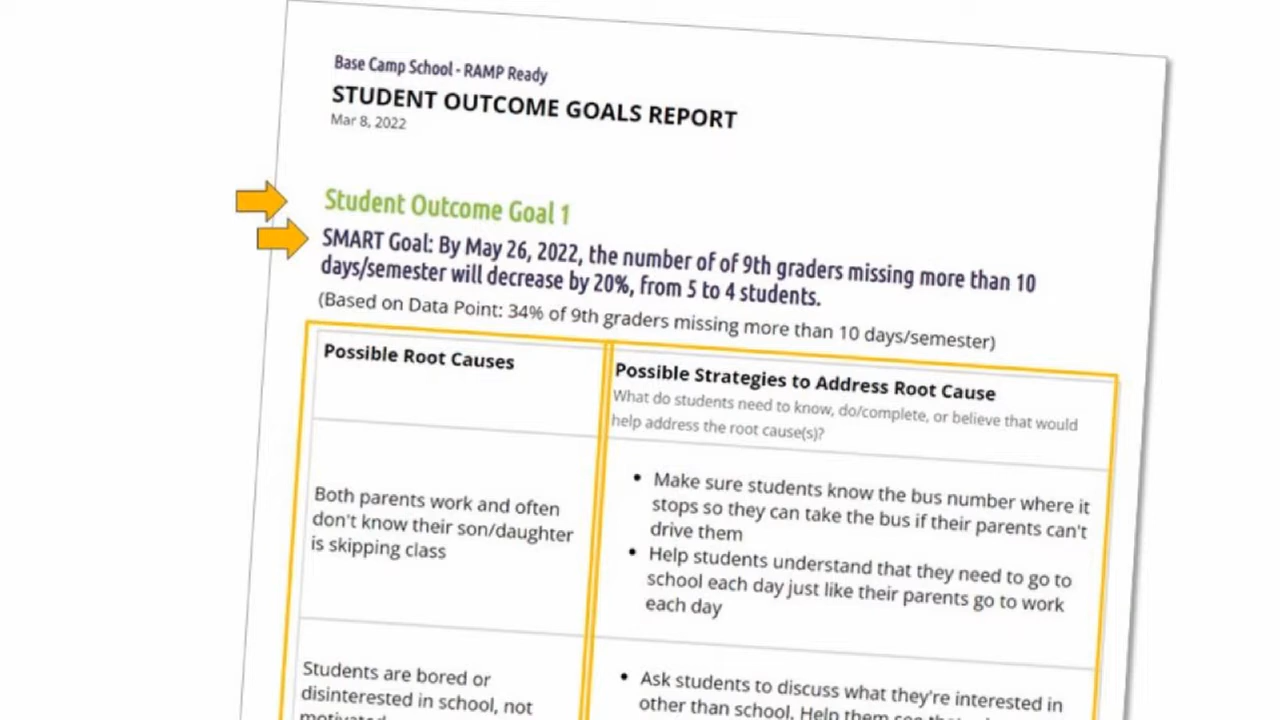 Base Camp School - RAMP Ready
STUDENT OUTCOME GOALS REPORT
Mar 8, 2022
Student Outcome Goal 1
SMART Goal: By May 26, 2022, the number of of 9th graders missing more than 10
days/semester will decrease by 20%, from 5 to 4 students.
(Based on Data Point: 34% of 9th graders missing more than 10 days/semester)
Possible Root Causes
Possible Strategies to Address Root Cause
What do students need to know, do/complete, or believe that would
help address the root cause(s)?
Both parents work and often
don't know their son/daughter
is skipping class
• Make sure students know the bus number where it
stops so they can take the bus if their parents can't
drive them
• Help students understand that they need to go to
school each day just like their parents go to work
each day
Students are bored or
disinterested in school, not
motivated
• Ask students to discuss what they're interested in
other than school. Help them see